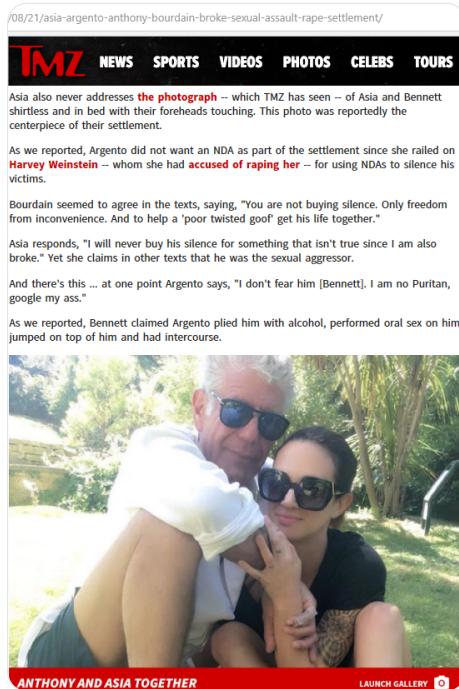 /08/21/asia-argento-anthony-bourdain-broke-sexual-assault-rape-settlement/
TMZ NEWS SPORTS VIDEOS PHOTOS CELEBS TOURS
Asia also never addresses the photograph -- which TMZ has seen -- of Asia and Bennett
shirtless and in bed with their foreheads touching. This photo was reportedly the
centerpiece of their settlement.
As we reported, Argento did not want an NDA as part of the settlement since she railed on
Harvey Weinstein -- whom she had accused of raping her -- for using NDAs to silence his
victims.
Bourdain seemed to agree in the texts, saying, "You are not buying silence. Only freedom
from inconvenience. And to help a 'poor twisted goof' get his life together."
Asia responds, "I will never buy his silence for something that isn't true since I am also
broke." Yet she claims in other texts that he was the sexual aggressor.
And there's this ... at one point Argento says, "I don't fear him [Bennett]. I am no Puritan,
google my ass."
As we reported, Bennett claimed Argento plied him with alcohol, performed oral sex on him
jumped on top of him and had intercourse.
ANTHONY AND ASIA TOGETHER
LAUNCH GALLERY